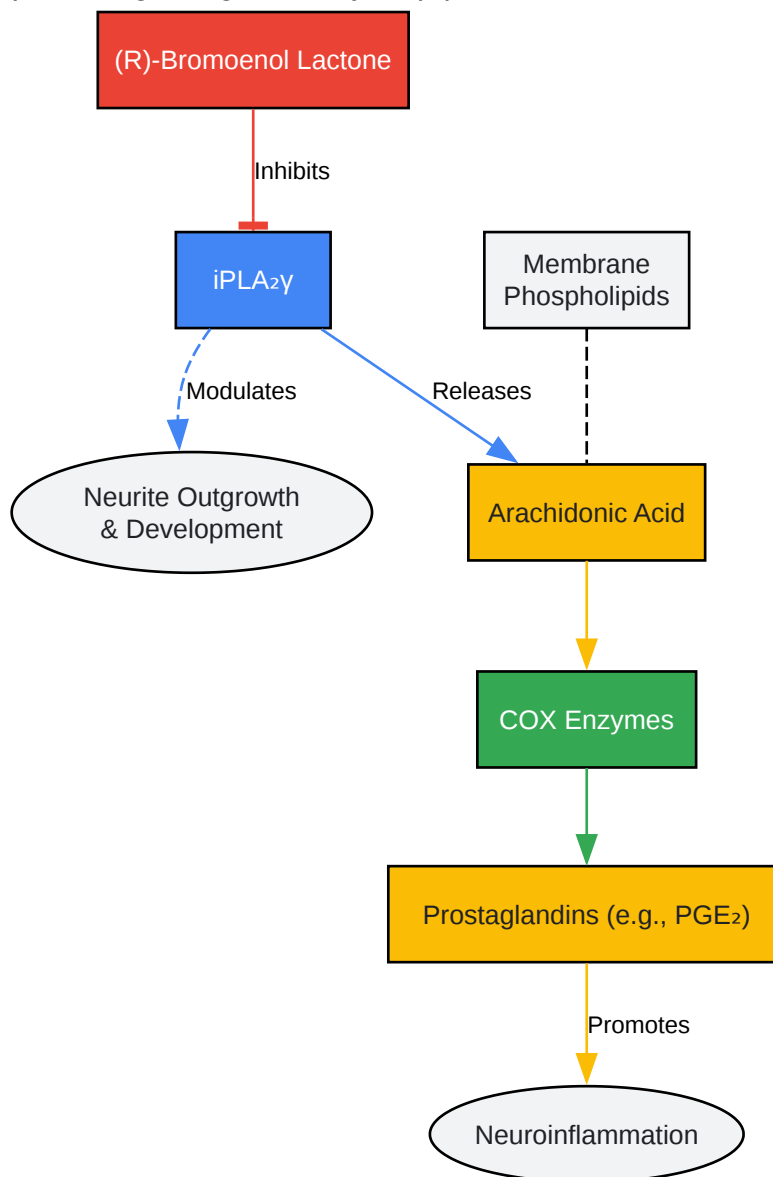 (R)-Bromoenol Lactone
Inhibits
iPLA₂γ
Membrane
Phospholipids
Modulates
Releases
Neurite Outgrowth
& Development
Arachidonic Acid
COX Enzymes
Prostaglandins (e.g., PGE₂)
Promotes
Neuroinflammation